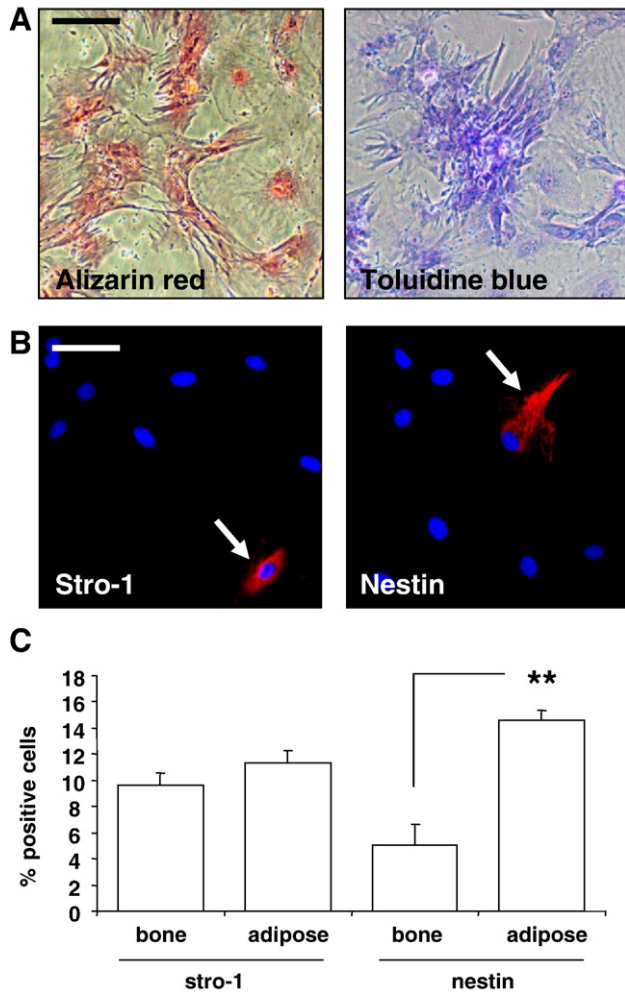 A
Alizarin red
Toluidine blue
B
Stro-1
Nestin
C
% positive cells
18
16
14
12
10
8
6
4
2
0
**
bone
adipose
bone
adipose
stro-1
nestin